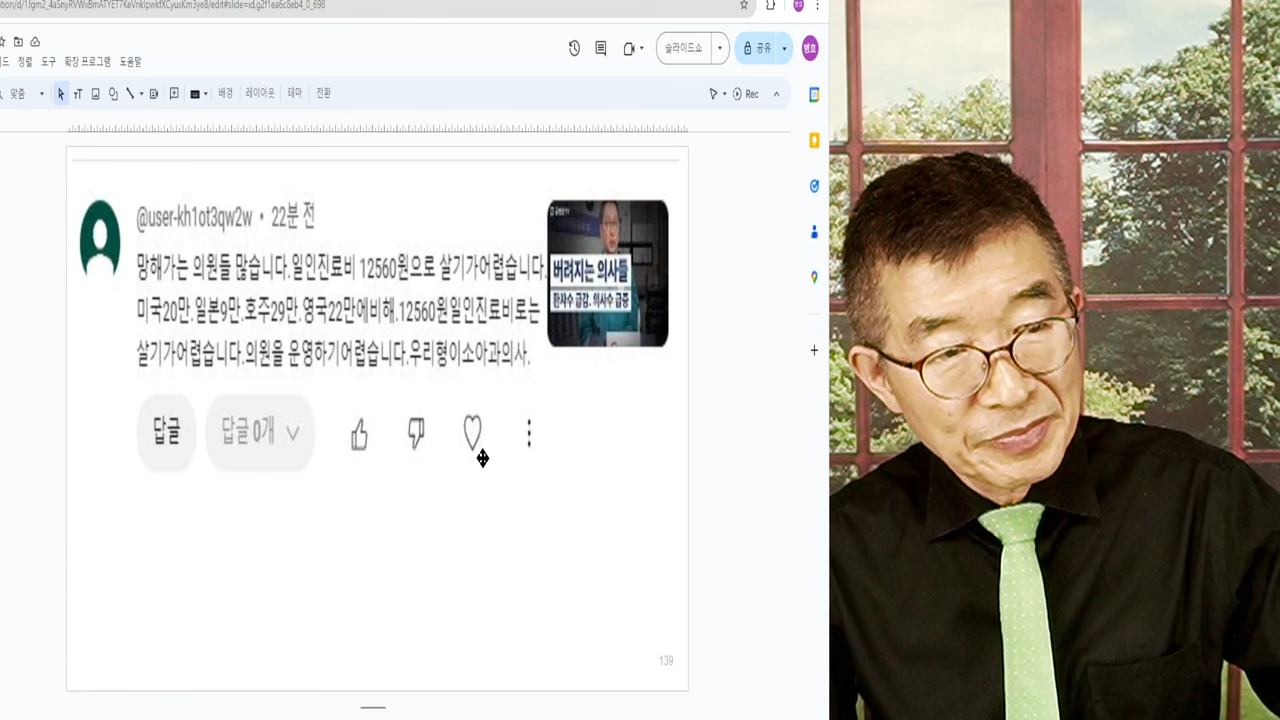 정렬 도구 확장 프로그램 도움말
슬라이드쇼
공유
병호
맞춤
배경 레이아웃 테마 전환
Rec
@user-kh1ot3qw2w • 22분 전
망해가는 의원들 많습니다.일인진료비 12560원으로 살기가어렵습니다.
미국20만.일본9만.호주29만.영국22만에비해.12560원일인진료비로는
살기가어렵습니다.의원을 운영하기어렵습니다.우리형이소아과의사.
버려지는 의사들
환자수 급감, 의사수 급증
답글
답글 0개
139